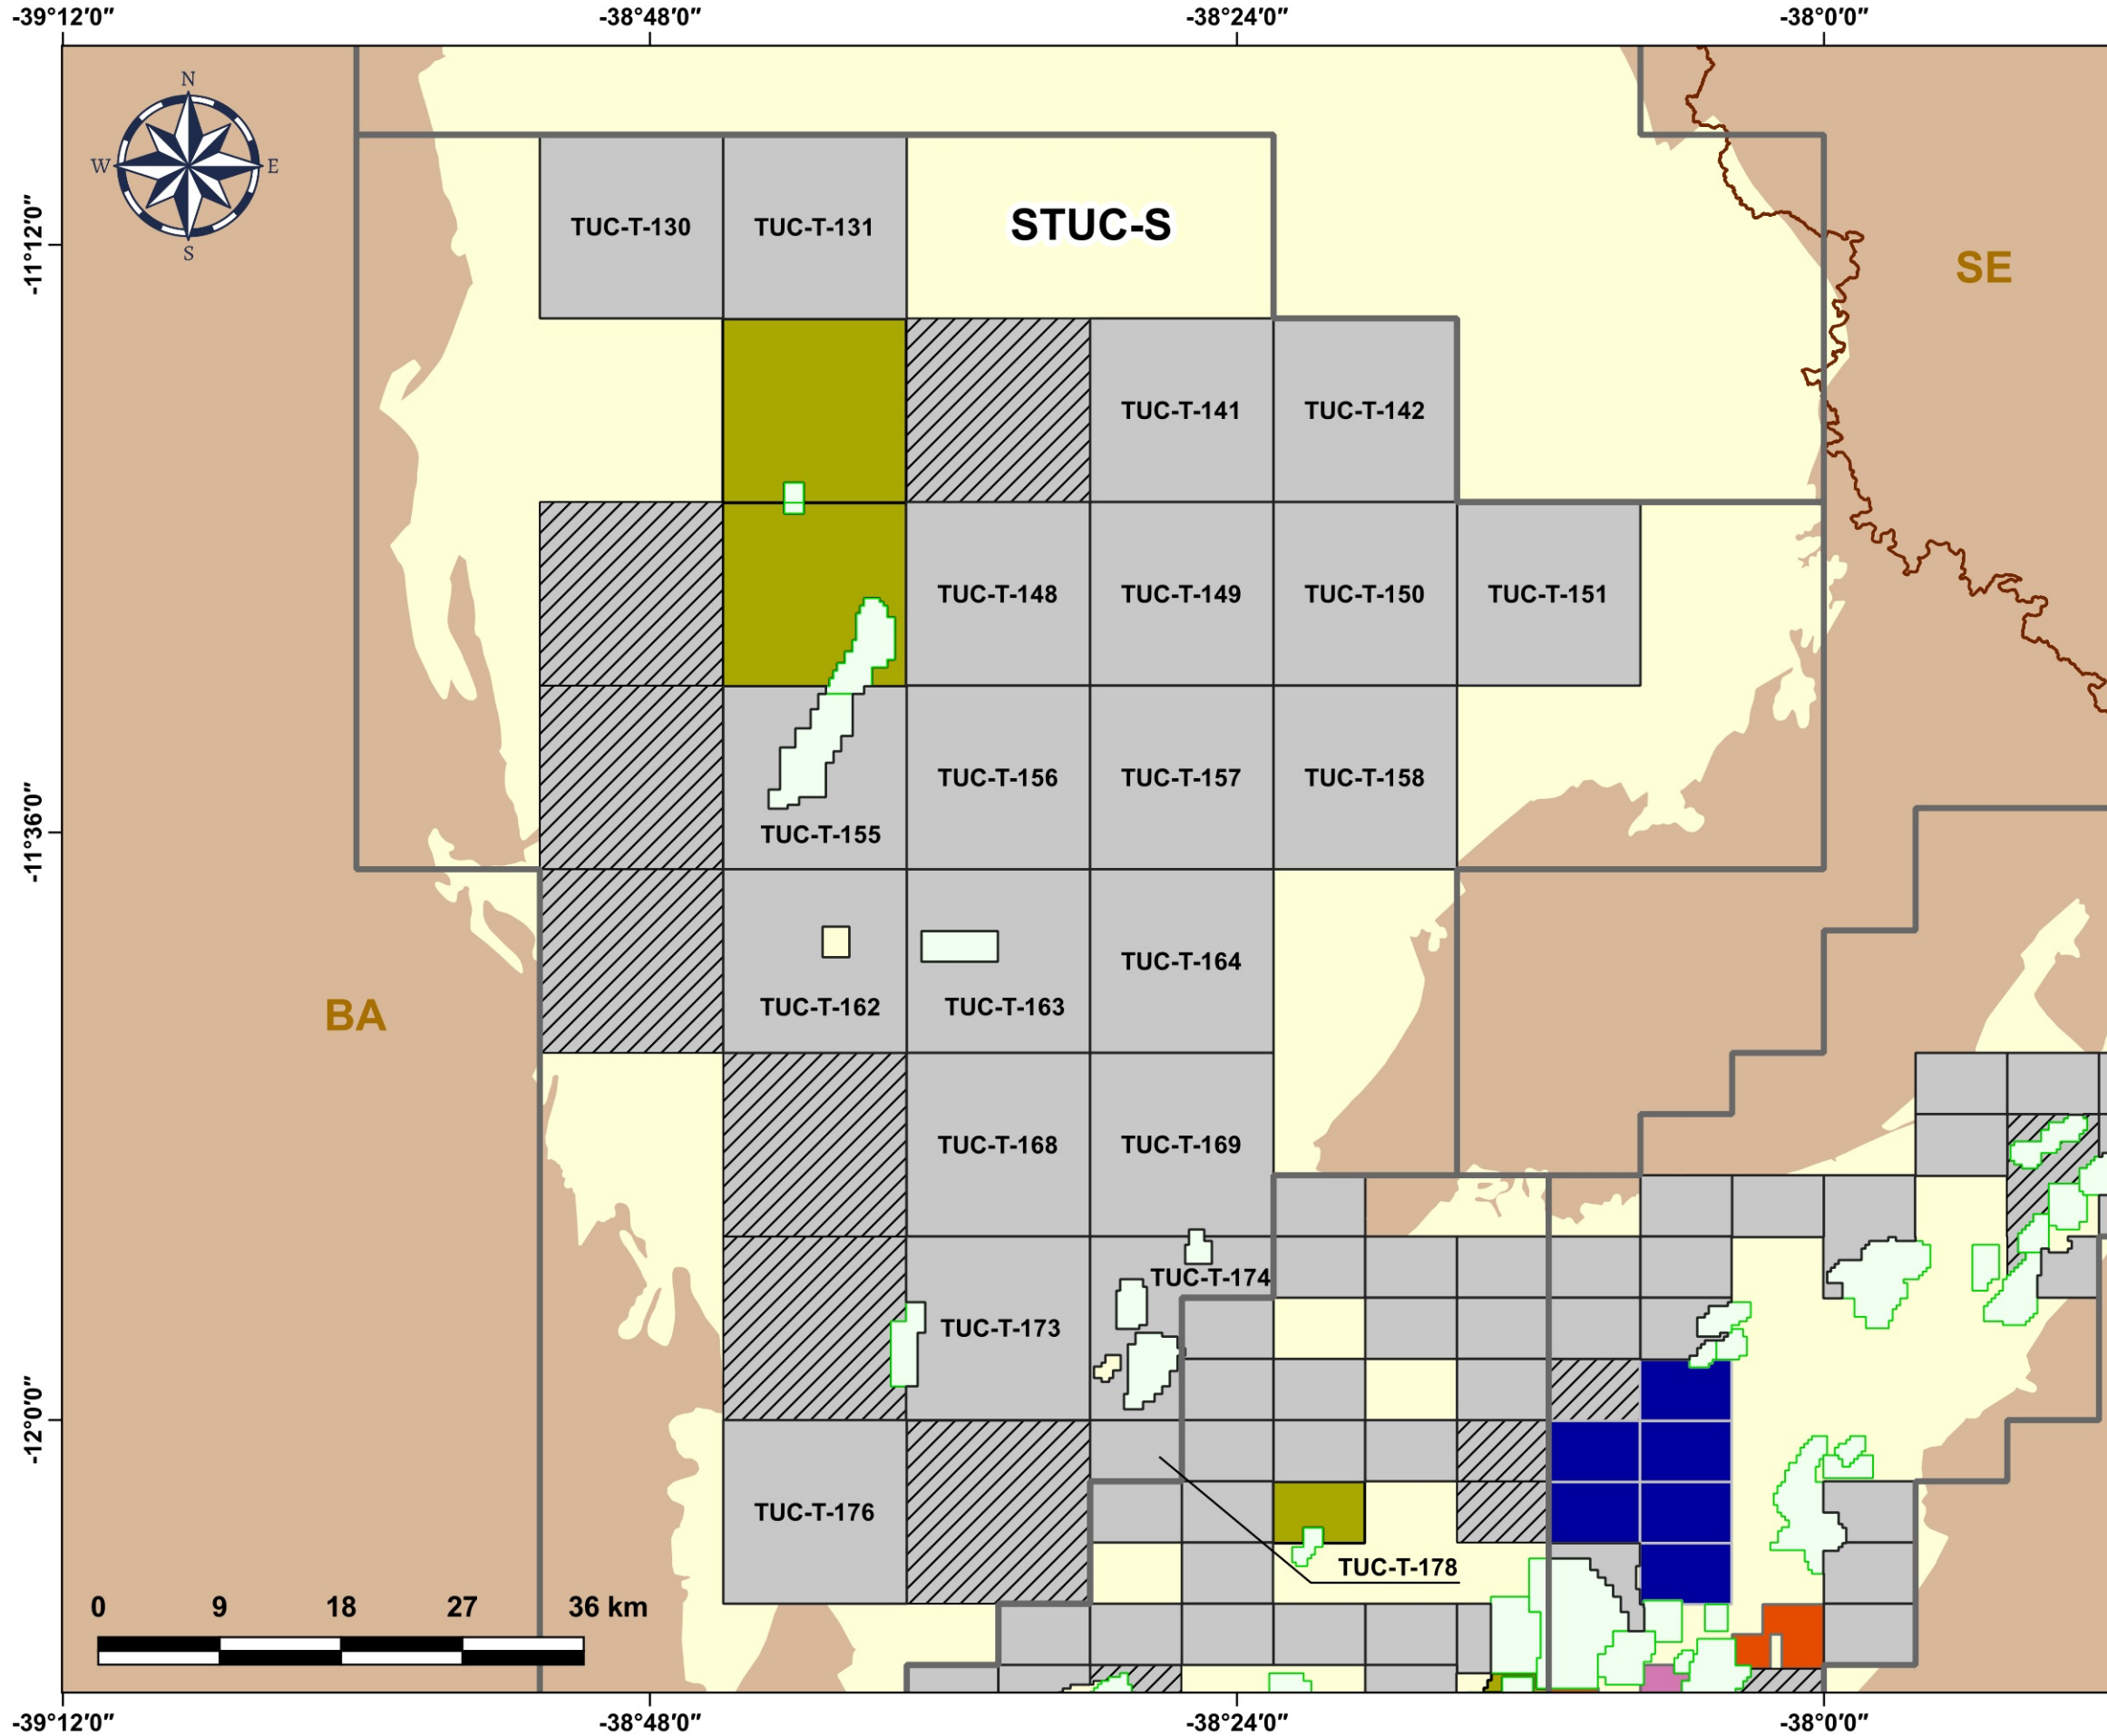 -39°12'0" -38°48'0" -38°24'0" -38°0'0"
N
W E
S
-11°12'0"
TUC-T-130 TUC-T-131 STUC-S
SE
TUC-T-141 TUC-T-142
TUC-T-148 TUC-T-149 TUC-T-150 TUC-T-151
TUC-T-156 TUC-T-157 TUC-T-158
-11°36'0"
TUC-T-155
TUC-T-164
TUC-T-162 TUC-T-163
BA
TUC-T-168 TUC-T-169
TUC-T-174
TUC-T-173
-12°0'0"
TUC-T-176
TUC-T-178
0 9 18 27 36 km
-39°12'0" -38°48'0" -38°24'0" -38°0'0"